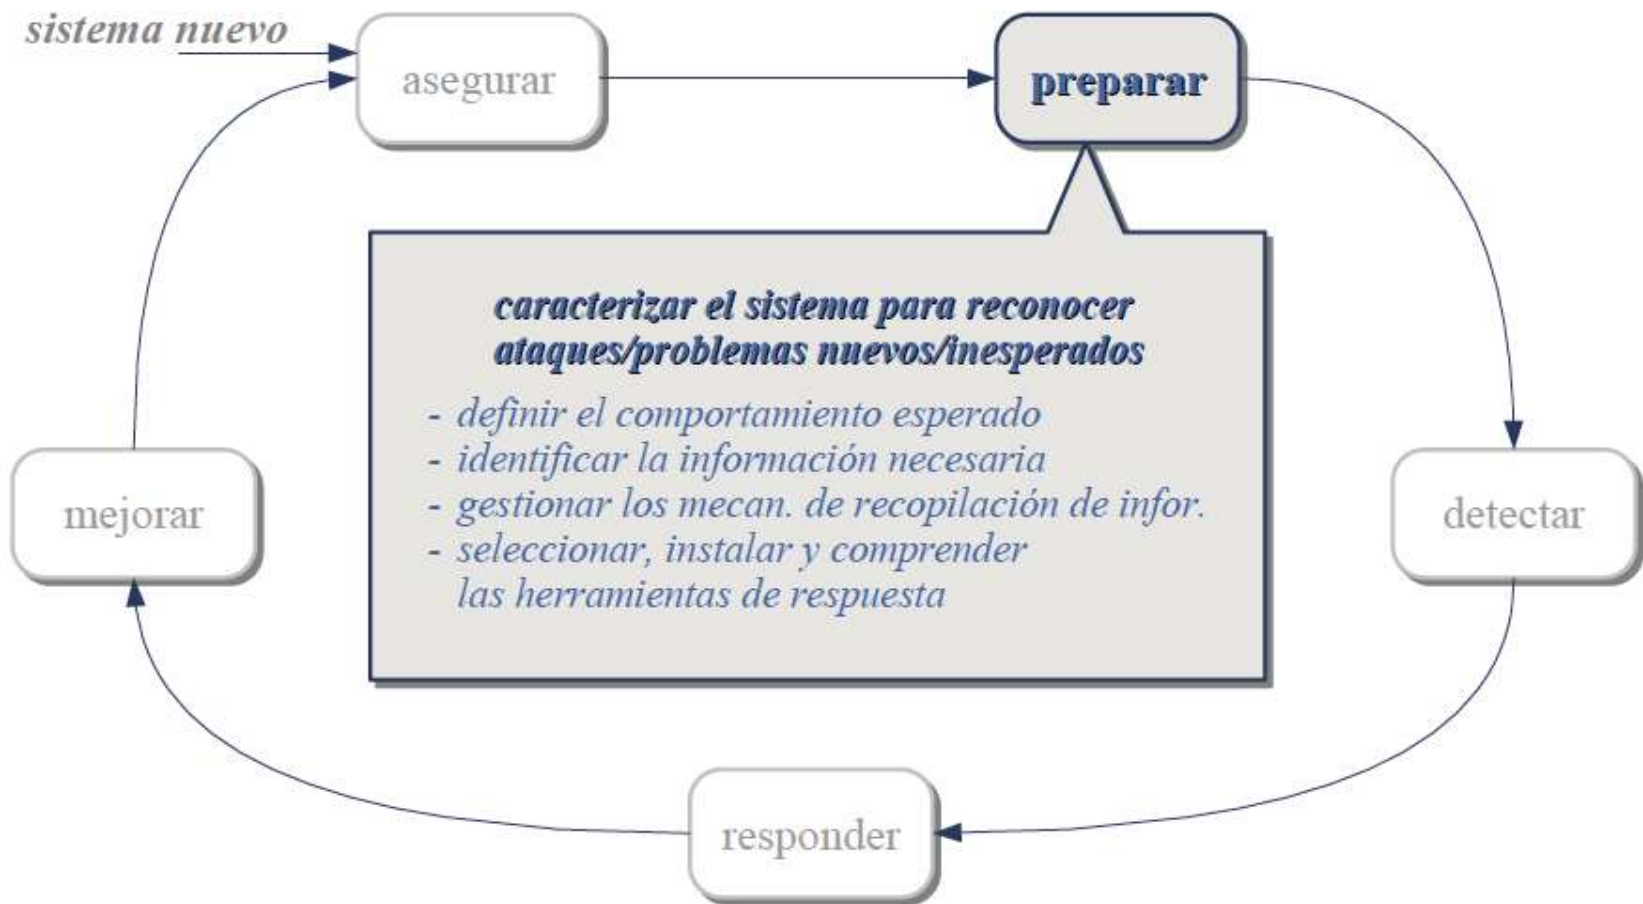 sistema nuevo
asegurar
preparar
caracterizar el sistema para reconocer
ataques/problemas nuevos/inesperados
- definir el comportamiento esperado
- identificar la información necesaria
- gestionar los mecan. de recopilación de infor.
- seleccionar, instalar y comprender
las herramientas de respuesta
mejorar
detectar
responder